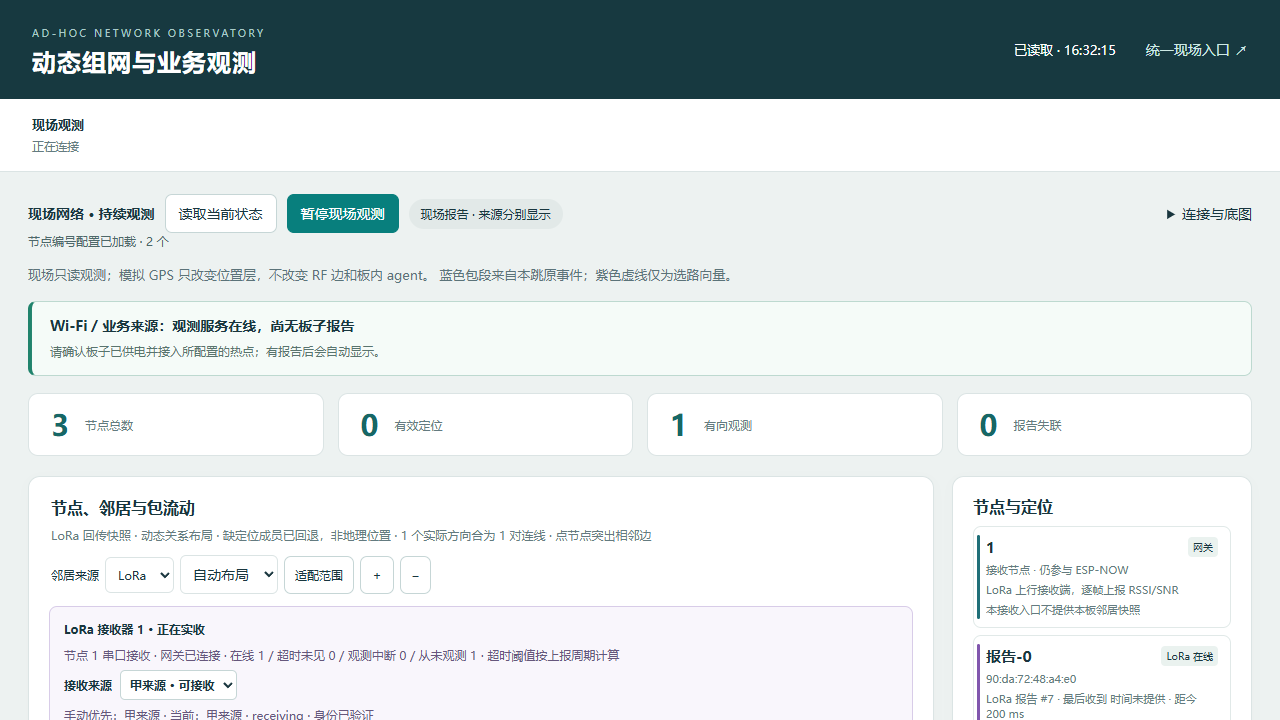 AD-HOC NETWORK OBSERVATORY
动态组网与业务观测
已读取 · 16:32:15
统一现场入口 ↗
现场观测
正在连接
现场网络 • 持续观测
读取当前状态
暂停现场观测
现场报告 · 来源分别显示
▶ 连接与底图
节点编号配置已加载 · 2 个
现场只读观测；模拟 GPS 只改变位置层，不改变 RF 边和板内 agent。 蓝色包段来自本跳原事件；紫色虚线仅为选路向量。
Wi-Fi / 业务来源：观测服务在线，尚无板子报告
请确认板子已供电并接入所配置的热点；有报告后会自动显示。
3 节点总数
0 有效定位
1 有向观测
0 报告失联
节点、邻居与包流动
LoRa 回传快照 · 动态关系布局 · 缺定位成员已回退，非地理位置 · 1 个实际方向合为 1 对连线 · 点节点突出相邻边
邻居来源
LoRa
自动布局
适配范围
+
−
LoRa 接收器 1 • 正在实收
节点 1 串口接收 · 网关已连接 · 在线 1 / 超时未见 0 / 观测中断 0 / 从未观测 1 · 超时阈值按上报周期计算
接收来源
甲来源 • 可接收
手动优先：甲来源 · 当前：甲来源 · receiving · 身份已验证
节点与定位
1
网关
接收节点 · 仍参与 ESP-NOW
LoRa 上行接收端，逐帧上报 RSSI/SNR
本接收入口不提供本板邻居快照
报告-0
LoRa 在线
90:da:72:48:a4:e0
LoRa 报告 #7 · 最后收到 时间未提供 · 距今
200 ms